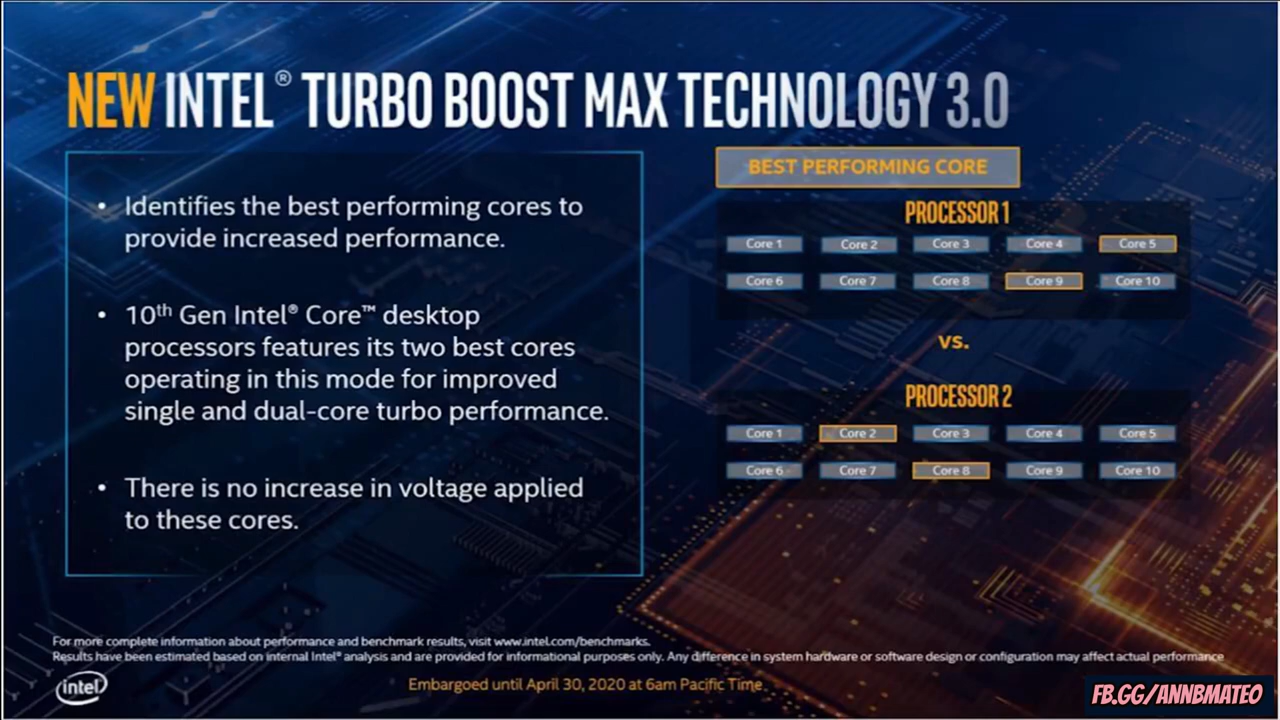 NEW INTEL® TURBO BOOST MAX TECHNOLOGY 3.0
• Identifies the best performing cores to
provide increased performance.
• 10th Gen Intel® Core™ desktop
processors features its two best cores
operating in this mode for improved
single and dual-core turbo performance.
• There is no increase in voltage applied
to these cores.
BEST PERFORMING CORE
PROCESSOR 1
Core 1 Core 2 Core 3 Core 4 Core 5
Core 6 Core 7 Core 8 Core 9 Core 10
vs.
PROCESSOR 2
Core 1 Core 2 Core 3 Core 4 Core 5
Core 6 Core 7 Core 8 Core 9 Core 10
For more complete information about performance and benchmark results, visit www.intel.com/benchmarks.
Results have been estimated based on internal Intel® analysis and are provided for informational purposes only. Any difference in system hardware or software design or configuration may affect actual performance
intel
Embargoed until April 30, 2020 at 6am Pacific Time.
FB.GG/ANNBMATEO